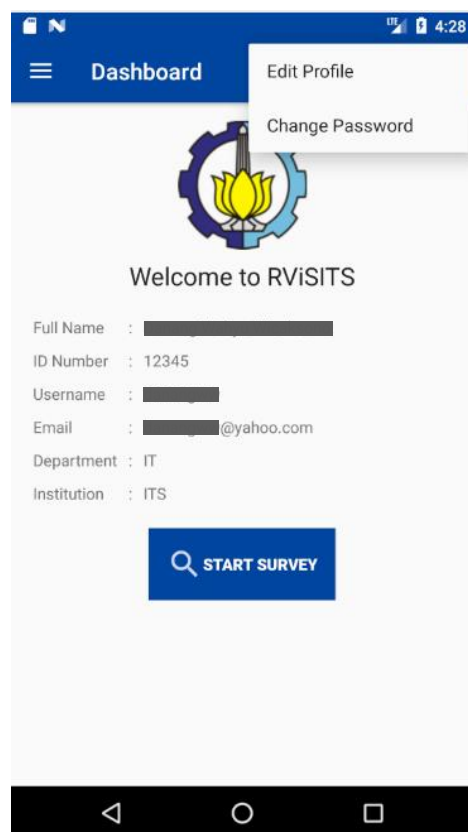 LTE 4:28
Dashboard
Edit Profile
Change Password
Welcome to RViSITS
Full Name :
ID Number : 12345
Username :
Email : @yahoo.com
Department : IT
Institution : ITS
START SURVEY